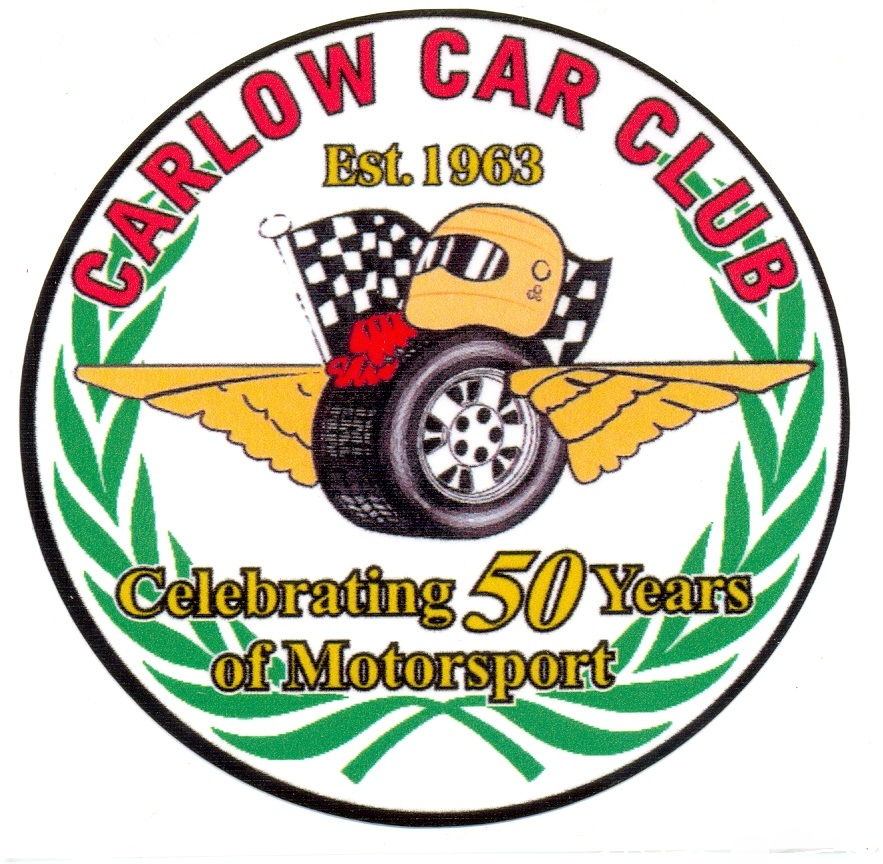 CARLOW CAR CLUB
Est. 1963
Celebrating 50 Years
of Motorsport